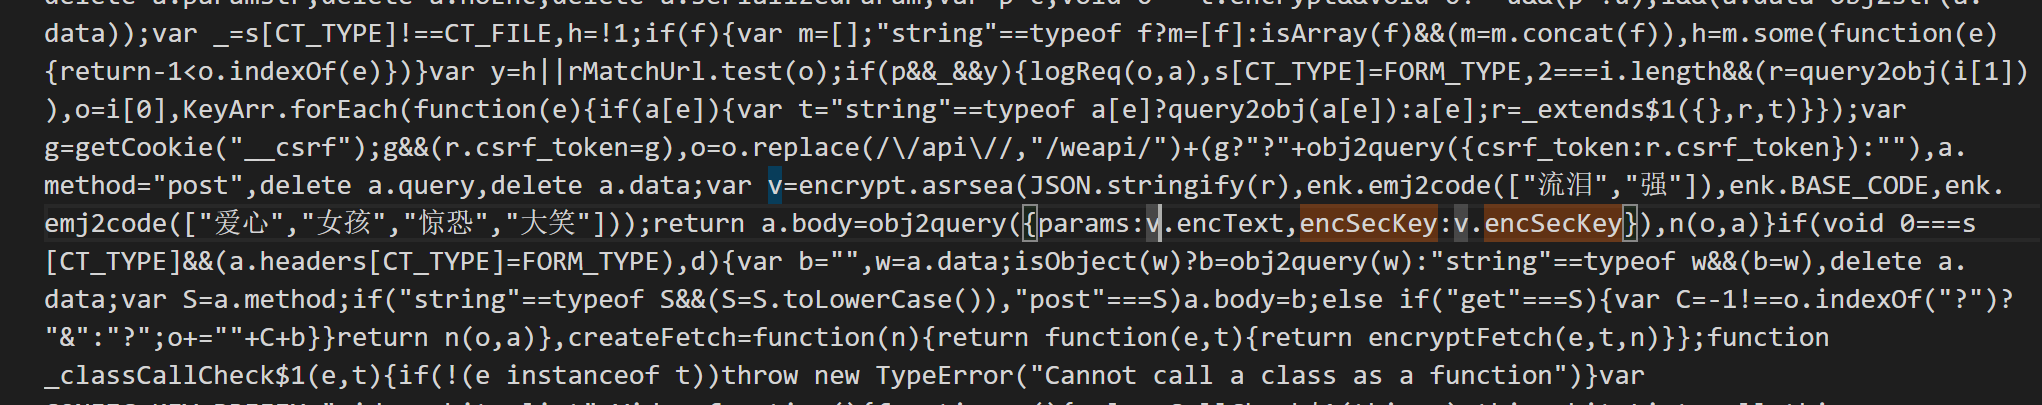 data));var _=s[CT_TYPE]!==CT_FILE,h=!1;if(f){var m=[];"string"==typeof f?m=[f]:isArray(f)&&(m=m.concat(f)),h=m.some(function(e)
{return-1<o.indexOf(e)})}var y=h||rMatchUrl.test(o);if(p&&_&&y){logReq(o,a),s[CT_TYPE]=FORM_TYPE,2===i.length&&(r=query2obj(i[1])
),o=i[0],KeyArr.forEach(function(e){if(a[e]){var t="string"==typeof a[e]?query2obj(a[e]):a[e];r=_extends$1({},r,t)}});var
g=getCookie("__csrf");g&&(r.csrf_token=g),o=o.replace(/\/api\//,"/weapi/")+(g?"?"+obj2query({csrf_token:r.csrf_token}):""),a.
method="post",delete a.query,delete a.data;var v=encrypt.asrsea(JSON.stringify(r),enk.emj2code(["流泪","强"]),enk.BASE_CODE,enk.
emj2code(["爱心","女孩","惊恐","大笑"]));return a.body=obj2query({params:v.encText,encSecKey:v.encSecKey}),n(o,a)}if(void 0===s
[CT_TYPE]&&(a.headers[CT_TYPE]=FORM_TYPE),d){var b="",w=a.data;isObject(w)?b=obj2query(w):"string"==typeof w&&(b=w),delete a.
data;var S=a.method;if("string"==typeof S&&(S=S.toLowerCase()),"post"===S)a.body=b;else if("get"===S){var C=-1!==o.indexOf("?")?
"&":"?";o+=""+C+b}}return n(o,a)},createFetch=function(n){return function(e,t){return encryptFetch(e,t,n)}};function
_classCallCheck$1(e,t){if(!(e instanceof t))throw new TypeError("Cannot call a class as a function")}var